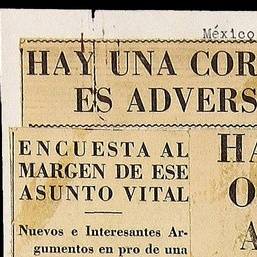 México
HAY UNA COR
ES ADVERS
ENCUESTA AL
MARGEN DE ESE
ASUNTO VITAL
Nuevos e Interesantes Ar-
gumentos en pro de una
HA
O
A